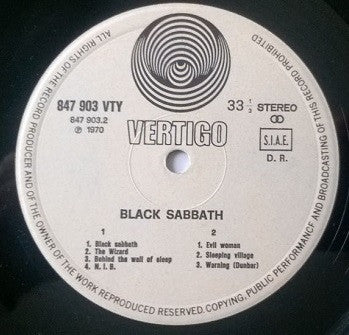 ALL RIGHTS OF THE RECORD PRODUCER AND OF THE OWNER OF THE WORK REPRODUCED RESERVED. COPYING, PUBLIC PERFORMANCE AND BROADCASTING OF THIS RECORD PROHIBITED
847 903 VTY
847 903.2
℗ 1970
VERTIGO
33 1/3 STEREO
S.I.A.E.
D. R.
BLACK SABBATH
1
1. Black sabbath
2. The Wizard
3. Behind the wall of sleep
4. N. I. B.
2
1. Evil woman
2. Sleeping village
3. Warning (Dunbar)